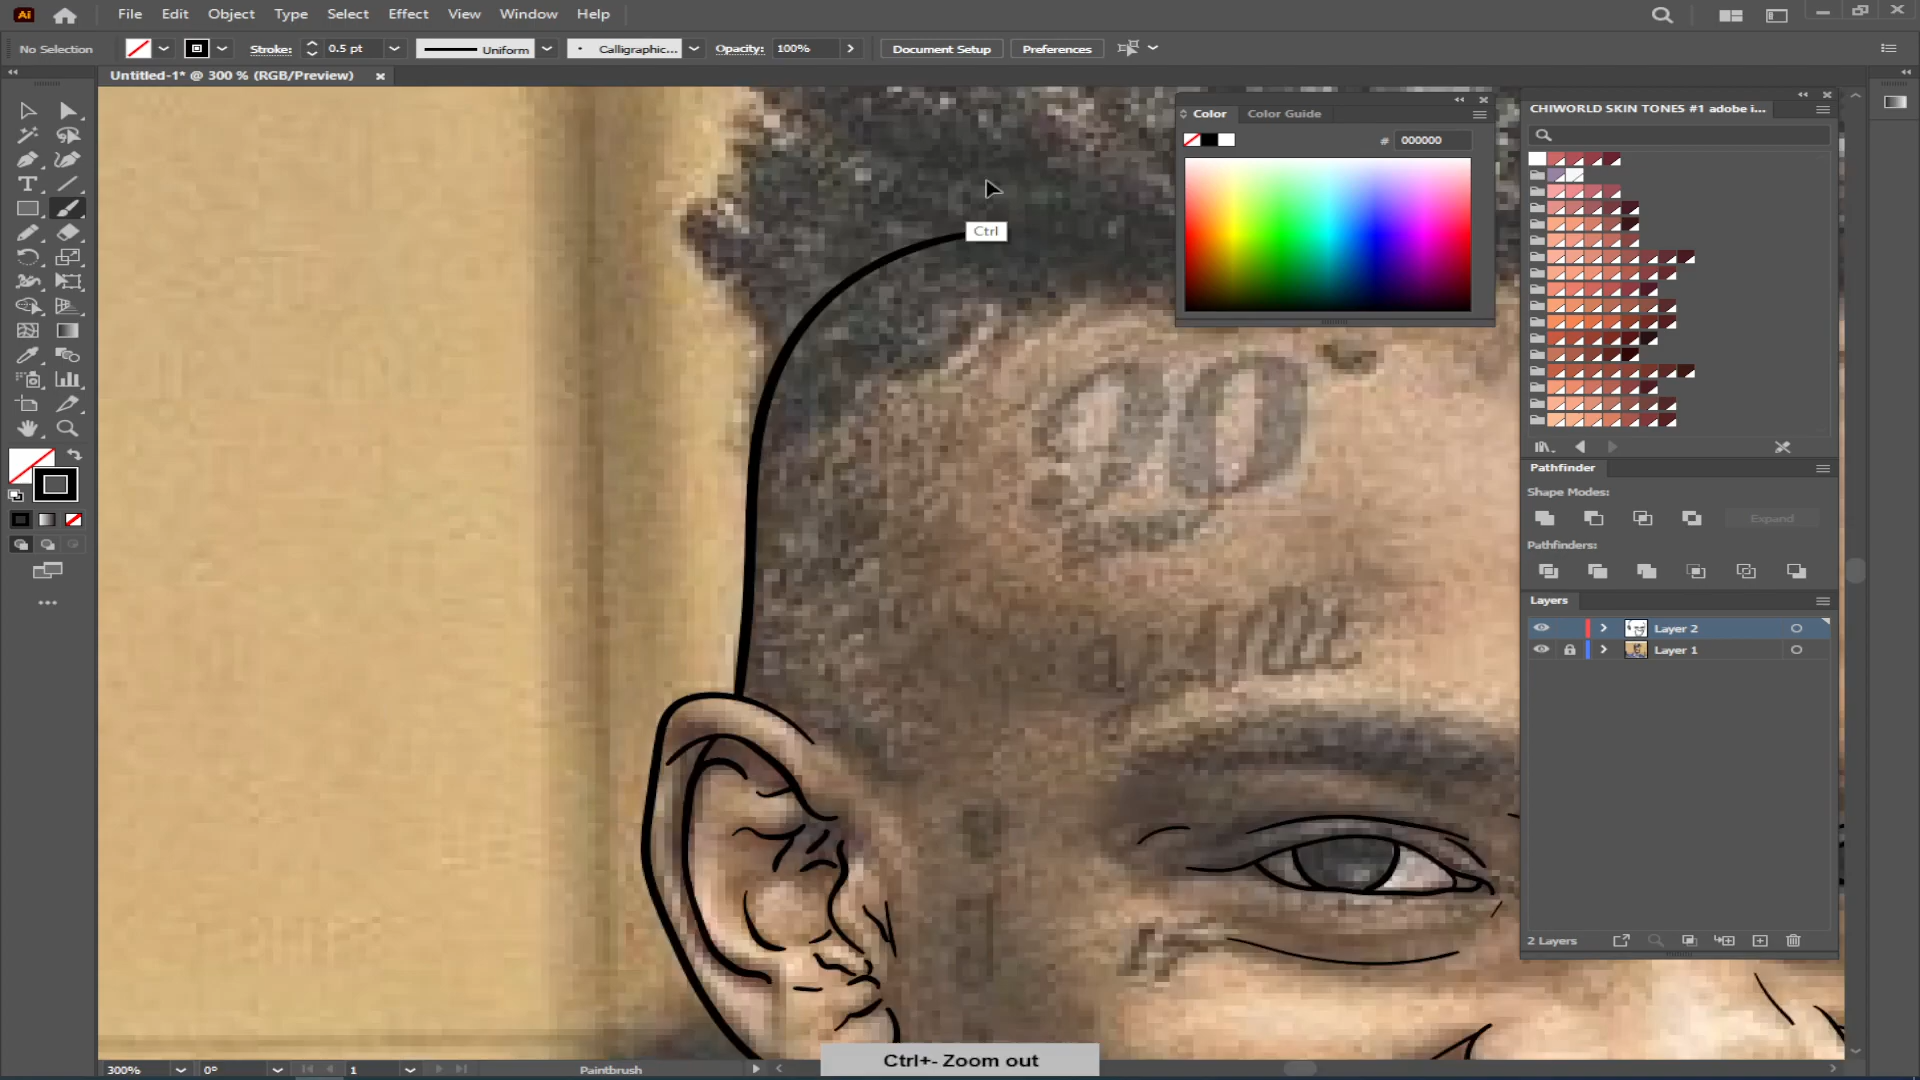 Ai File Edit Object Type Select Effect View Window Help
No Selection Stroke: 0.5 pt Uniform Calligraphic... Opacity: 100% Document Setup Preferences
Untitled-1* @ 300 % (RGB/Preview)
Color Color Guide
# 000000
CHIWORLD SKIN TONES #1 adobe i...
Ctrl
Pathfinder
Shape Modes:
Expand
Pathfinders:
Layers
Layer 2
Layer 1
2 Layers
Ctrl+- Zoom out
300% 0° 1 Paintbrush